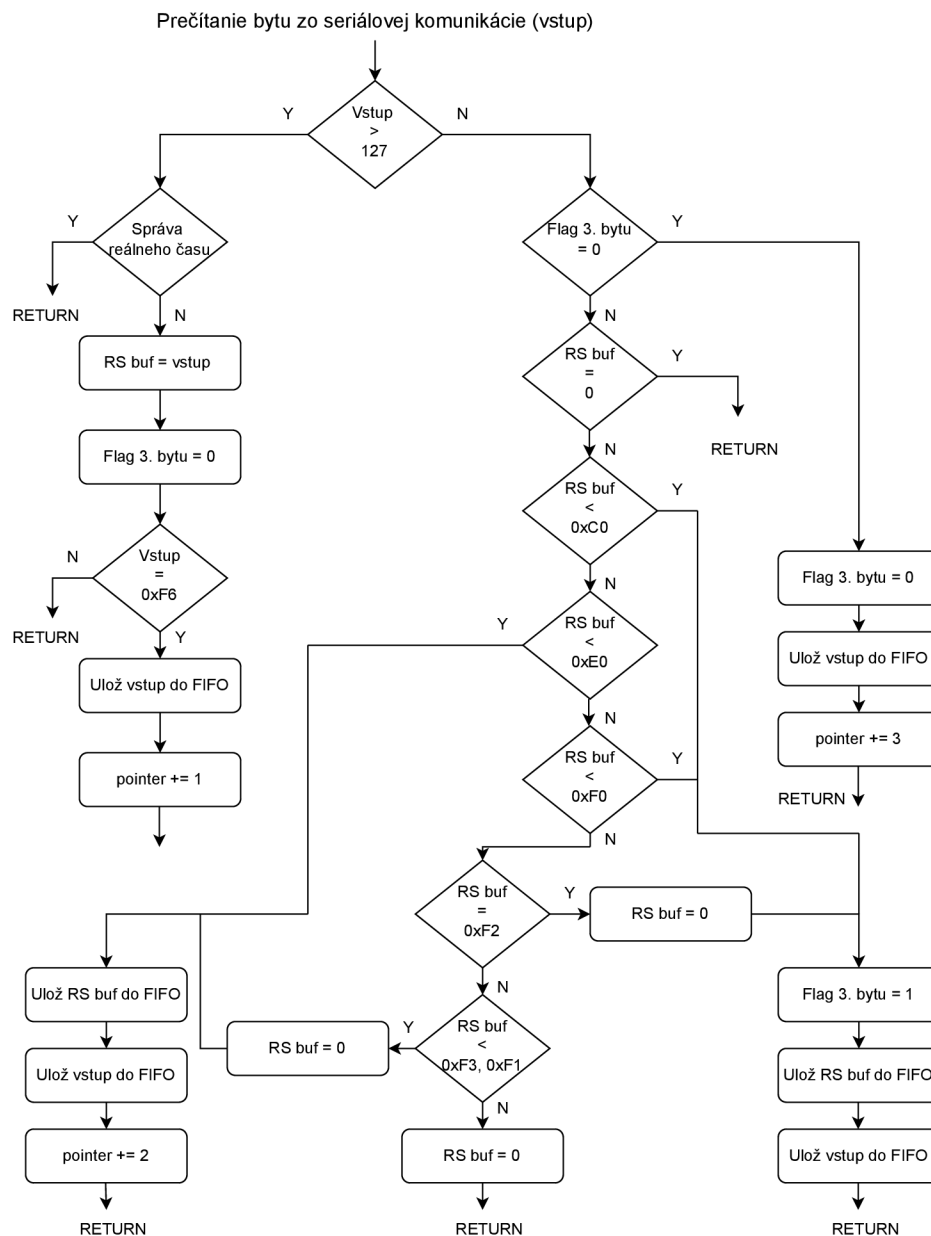 Prečítanie bytu zo seriálovej komunikácie (vstup)
Y
Vstup
>
127
N
Y
Správa
reálneho času
RETURN
N
Flag 3. bytu
= 0
Y
N
RS buf = vstup
RS buf
=
0
Y
RETURN
N
Flag 3. bytu = 0
RS buf
<
0xC0
Y
N
N
Vstup
=
0xF6
RETURN
Y
Flag 3. bytu = 0
Y
RS buf
<
0xE0
N
Ulož vstup do FIFO
Ulož vstup do FIFO
pointer += 1
RS buf
<
0xF0
Y
N
pointer += 3
RETURN
RS buf
=
0xF2
Y
RS buf = 0
N
Ulož RS buf do FIFO
Flag 3. bytu = 1
RS buf = 0
Y
RS buf
<
0xF3, 0xF1
N
Ulož vstup do FIFO
Ulož RS buf do FIFO
pointer += 2
RS buf = 0
Ulož vstup do FIFO
RETURN
RETURN
RETURN